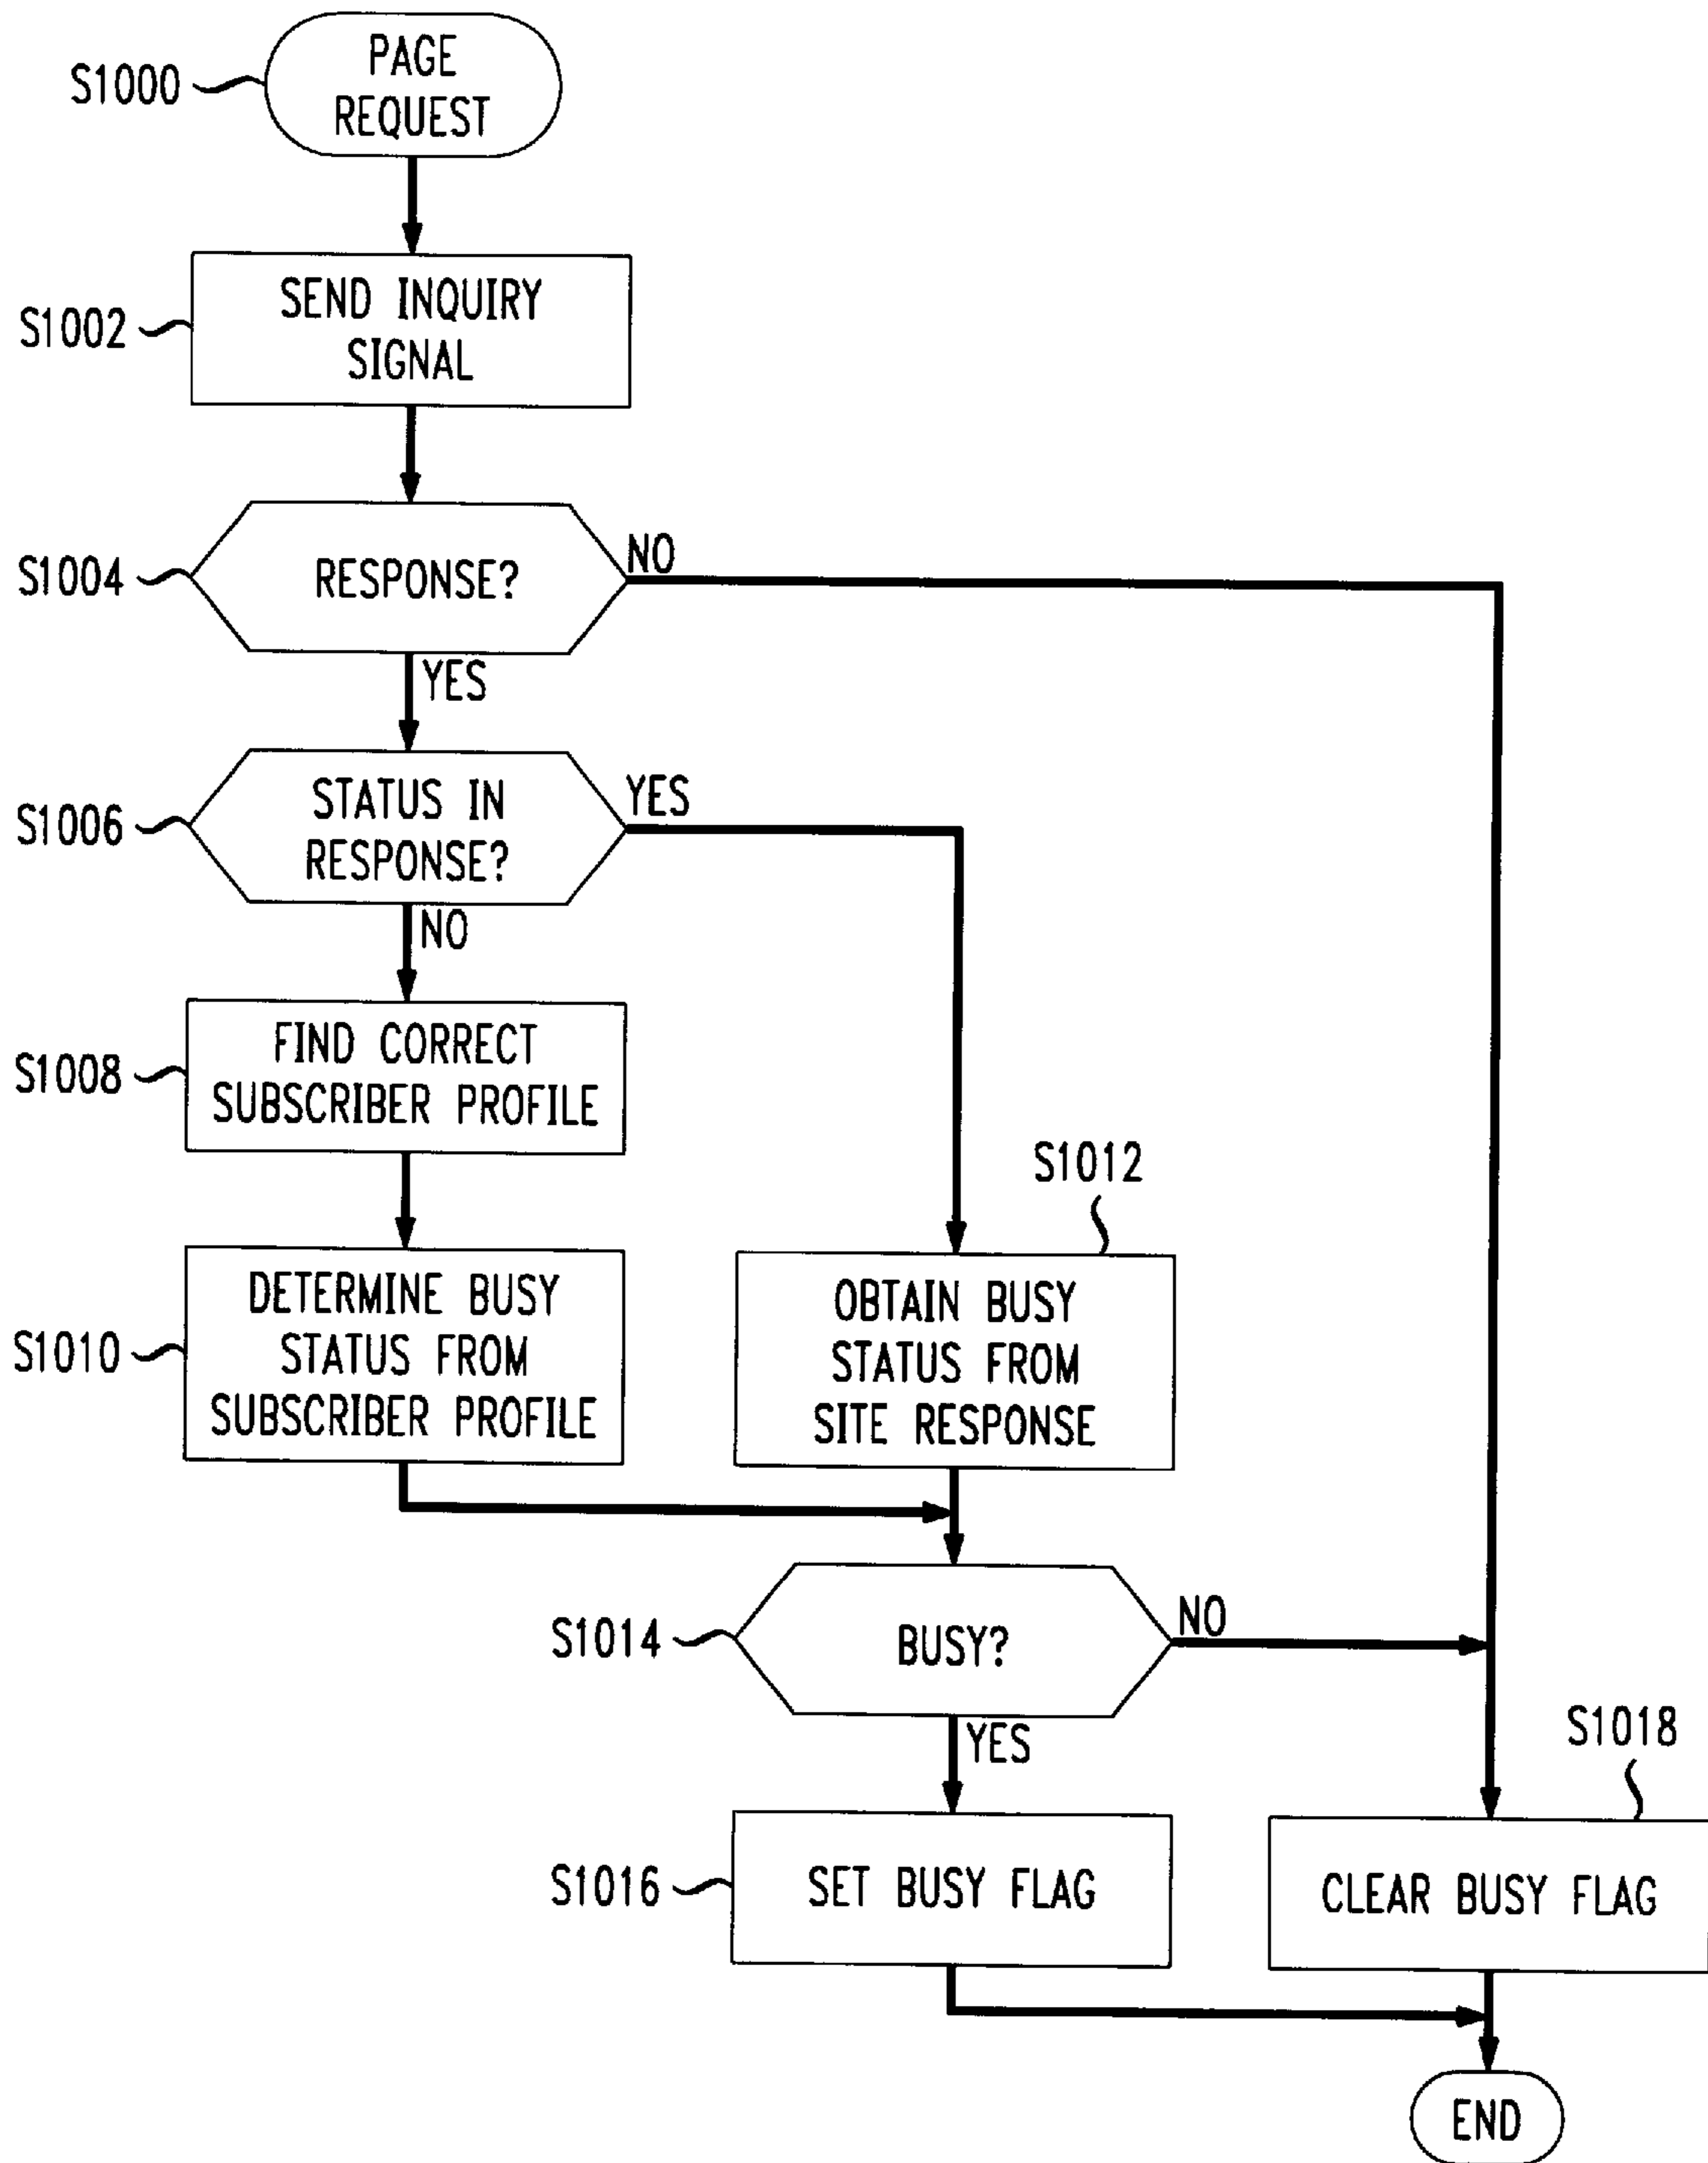 S1000
PAGE
REQUEST
S1002
SEND INQUIRY
SIGNAL
S1004
RESPONSE?
NO
YES
S1006
STATUS IN
RESPONSE?
YES
NO
S1008
FIND CORRECT
SUBSCRIBER PROFILE
S1010
DETERMINE BUSY
STATUS FROM
SUBSCRIBER PROFILE
S1012
OBTAIN BUSY
STATUS FROM
SITE RESPONSE
S1014
BUSY?
NO
YES
S1016
SET BUSY FLAG
S1018
CLEAR BUSY FLAG
END